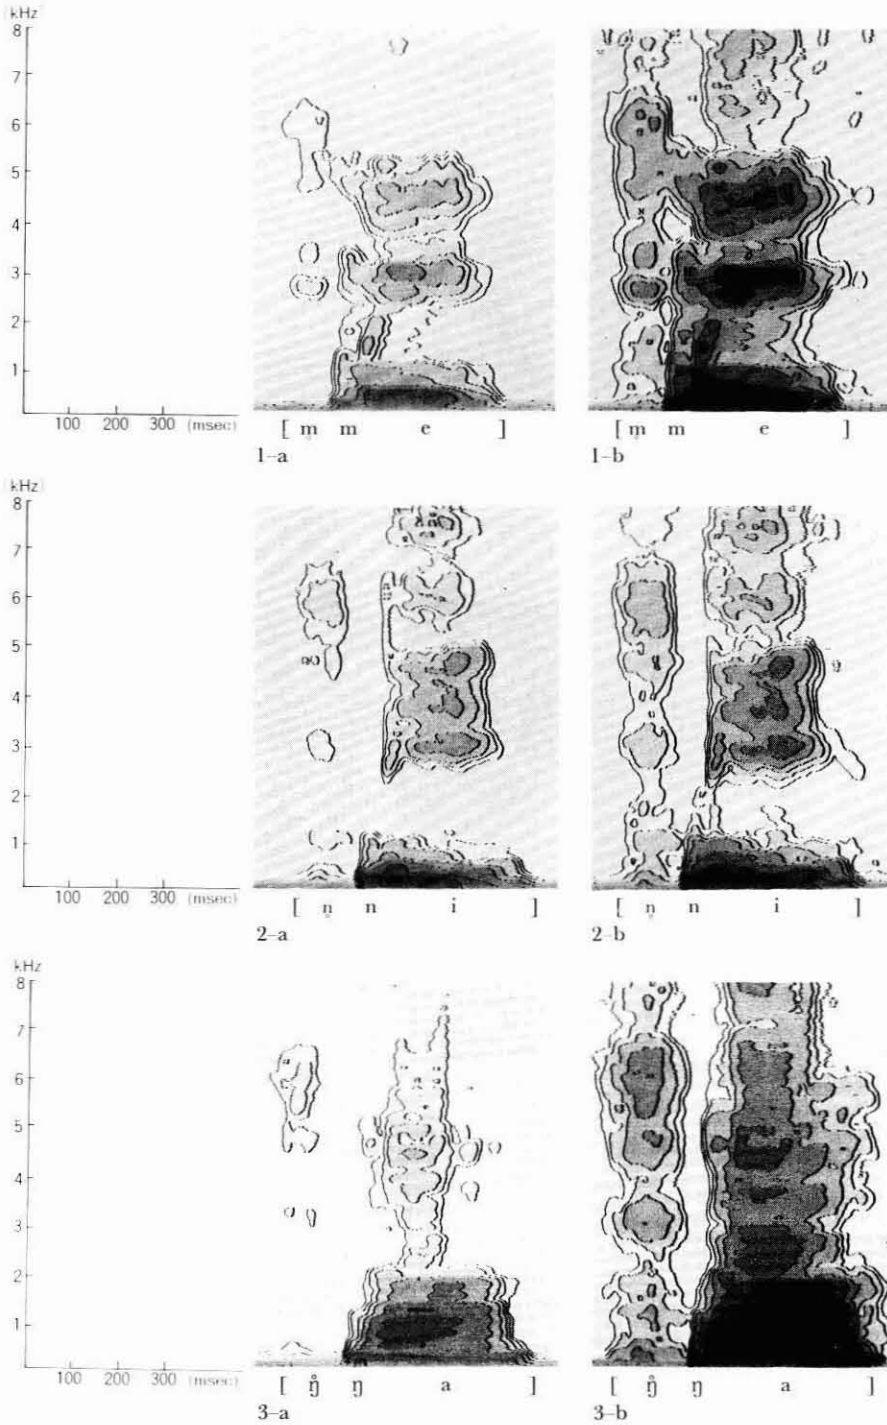 (kHz)
8
7
6
5
4
3
2
1
100 200 300 (msec)
[ m̥ m e ]
1–a
[ m̥ m e ]
1–b
(kHz)
8
7
6
5
4
3
2
1
100 200 300 (msec)
[ n̥ n i ]
2–a
[ n̥ n i ]
2–b
kHz
8
7
6
5
4
3
2
1
100 200 300 (msec)
[ ŋ̊ ŋ a ]
3–a
[ ŋ̊ ŋ a ]
3–b